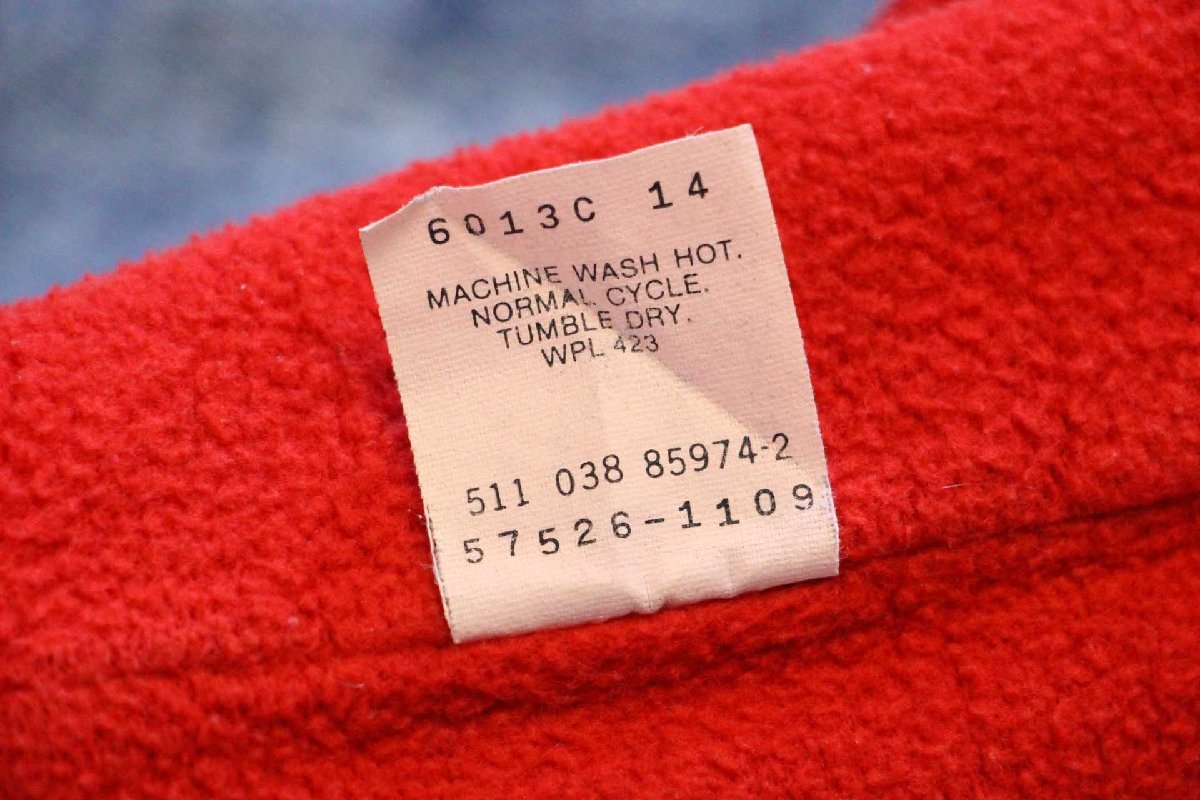 6013C 14
MACHINE WASH HOT.
NORMAL CYCLE.
TUMBLE DRY.
WPL 423
511 038 85974-2
57526-1109